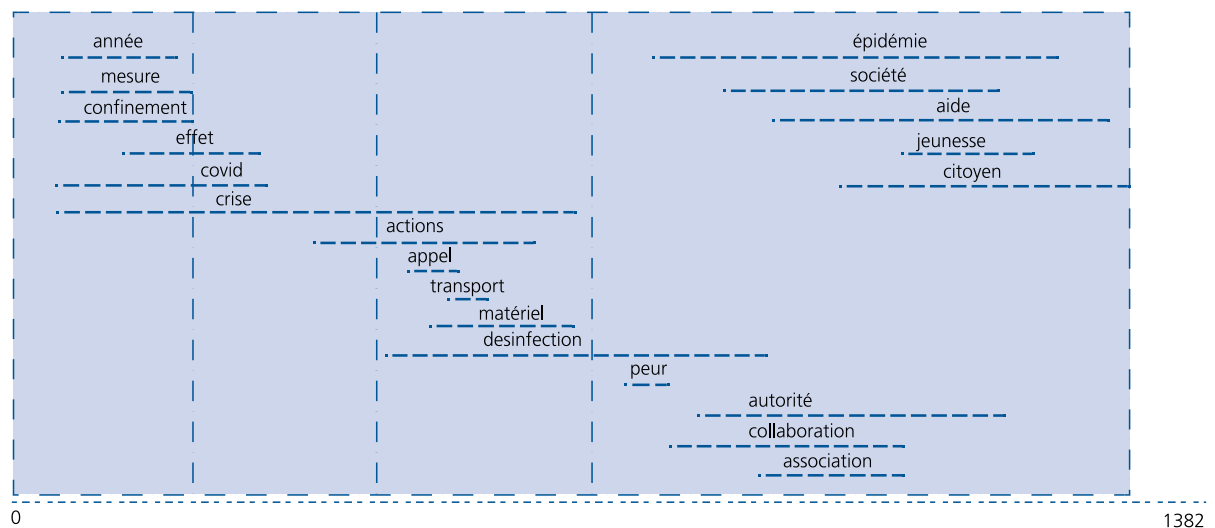 année
épidémie
mesure
société
confinement
aide
effet
jeunesse
covid
citoyen
crise
actions
appel
transport
matériel
desinfection
peur
autorité
collaboration
association
0
1382